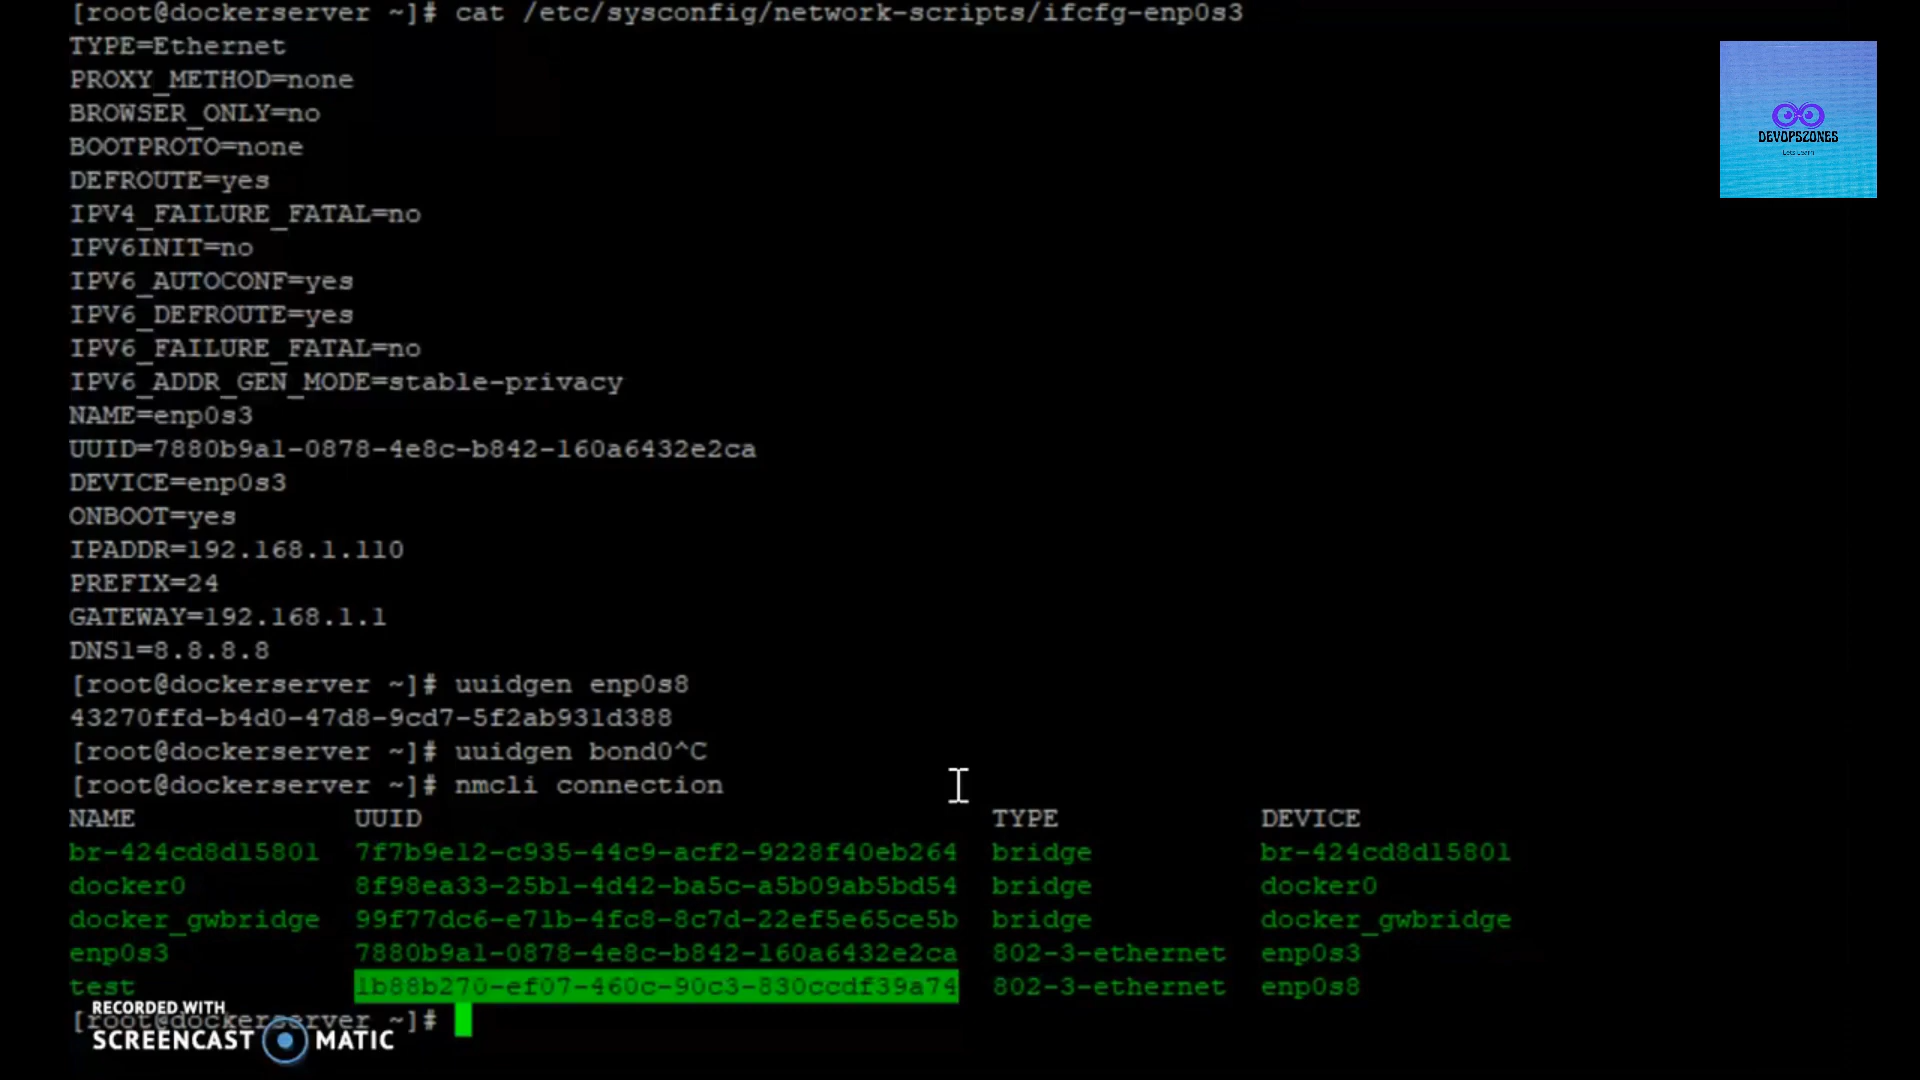 [root@dockerserver ~]# cat /etc/sysconfig/network-scripts/ifcfg-enp0s3
TYPE=Ethernet
PROXY_METHOD=none
BROWSER_ONLY=no
BOOTPROTO=none
DEFROUTE=yes
IPV4_FAILURE_FATAL=no
IPV6INIT=no
IPV6_AUTOCONF=yes
IPV6_DEFROUTE=yes
IPV6_FAILURE_FATAL=no
IPV6_ADDR_GEN_MODE=stable-privacy
NAME=enp0s3
UUID=7880b9a1-0878-4e8c-b842-160a6432e2ca
DEVICE=enp0s3
ONBOOT=yes
IPADDR=192.168.1.110
PREFIX=24
GATEWAY=192.168.1.1
DNS1=8.8.8.8
[root@dockerserver ~]# uuidgen enp0s8
43270ffd-b4d0-47d8-9cd7-5f2ab931d388
[root@dockerserver ~]# uuidgen bond0^C
[root@dockerserver ~]# nmcli connection
NAME UUID TYPE DEVICE
br-424cd8d15801 7f7b9e12-c935-44c9-acf2-9228f40eb264 bridge br-424cd8d15801
docker0 8f98ea33-25b1-4d42-ba5c-a5b09ab5bd54 bridge docker0
docker_gwbridge 99f77dc6-e71b-4fc8-8c7d-22ef5e65ce5b bridge docker_gwbridge
enp0s3 7880b9a1-0878-4e8c-b842-160a6432e2ca 802-3-ethernet enp0s3
test 1b88b270-ef07-460c-90c3-830ccdf39a74 802-3-ethernet enp0s8
[root@dockerserver ~]#
RECORDED WITH
SCREENCAST MATIC
DEVOPSZONES
Lets Learn